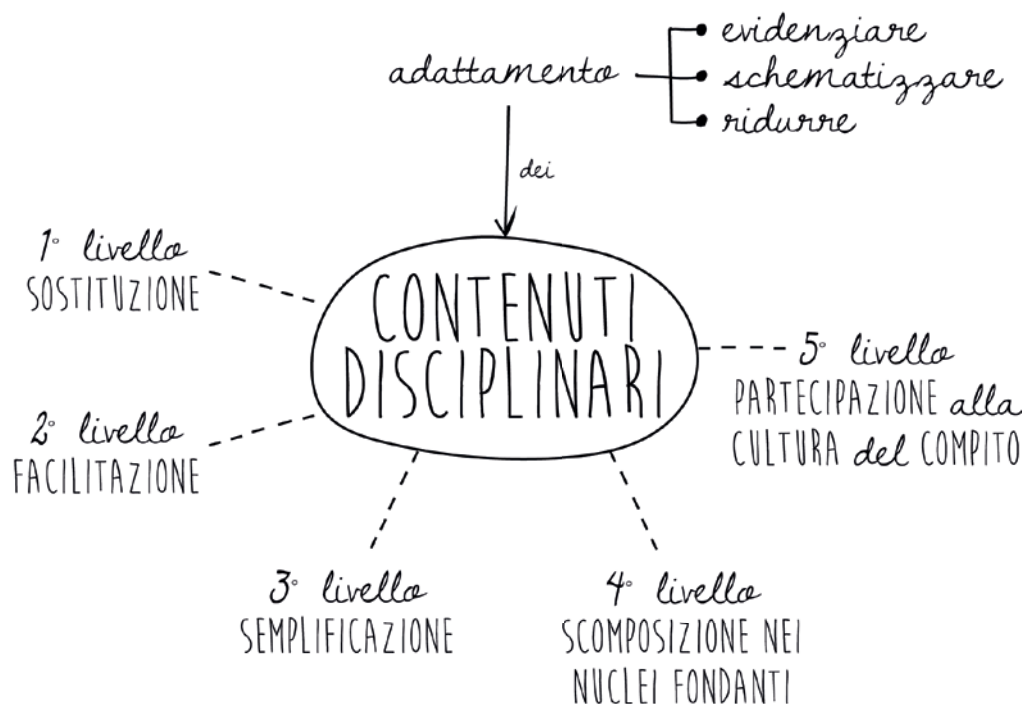 adattamento
evidenziare
schematizzare
ridurre
dei
CONTENUTI
DISCIPLINARI
1° livello
SOSTITUZIONE
2° livello
FACILITAZIONE
3° livello
SEMPLIFICAZIONE
4° livello
SCOMPOSIZIONE NEI
NUCLEI FONDANTI
5° livello
PARTECIPAZIONE alla
CULTURA del COMPITO